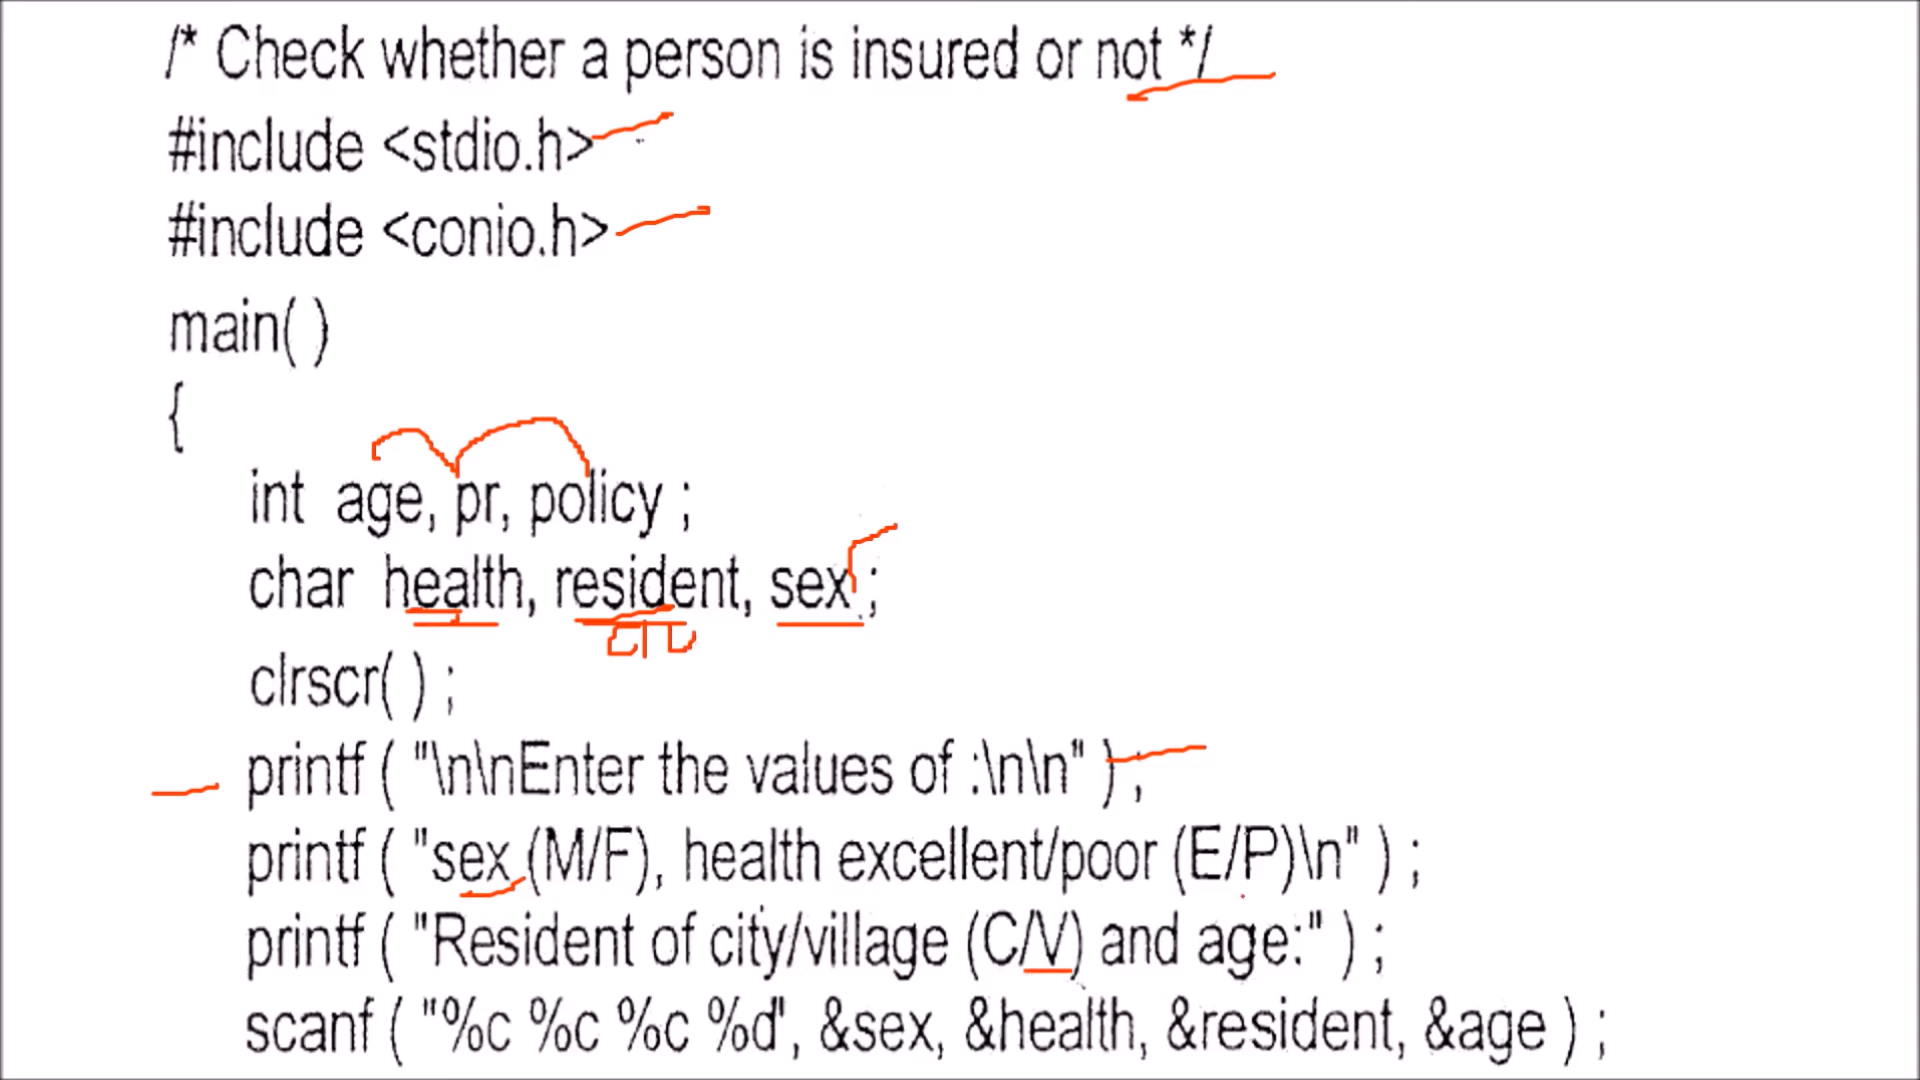 /* Check whether a person is insured or not */
#include <stdio.h>
#include <conio.h>
main( )
{
int age, pr, policy ;
char health, resident, sex ;
clrscr( ) ;
printf ( "\n\nEnter the values of :\n\n" ) ;
printf ( "sex (M/F), health excellent/poor (E/P)\n" ) ;
printf ( "Resident of city/village (C/V) and age:" ) ;
scanf ( "%c %c %c %d', &sex, &health, &resident, &age ) ;